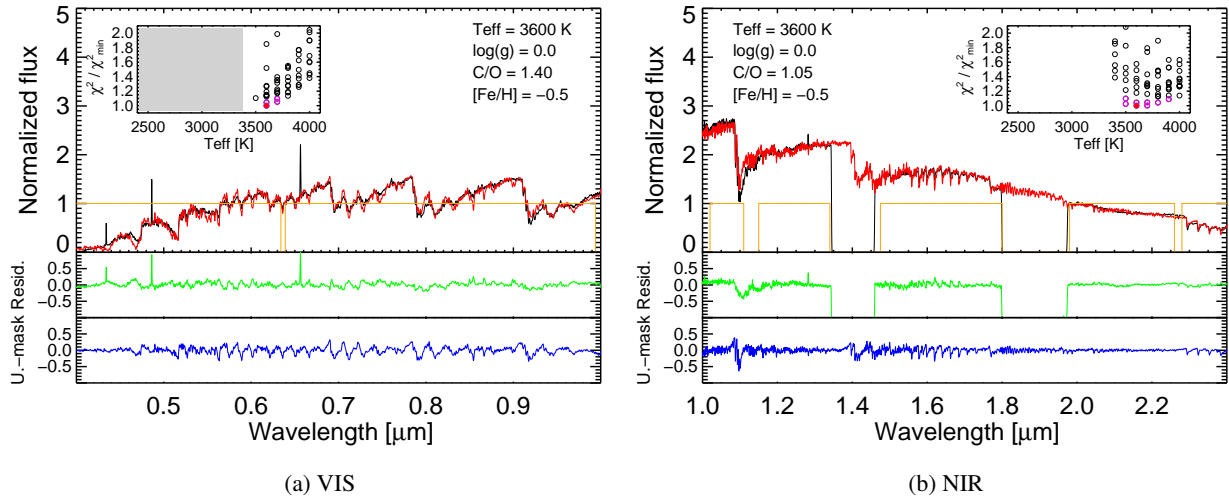 5
4
3
2
1
0
Normalized flux
2.0
1.8
1.6
1.4
1.2
1.0
χ² / χ²min
2500 3000 3500 4000
Teff [K]
Teff = 3600 K
log(g) = 0.0
C/O = 1.40
[Fe/H] = −0.5
0.5
0.0
−0.5
0.5
0.0
−0.5
U.−mask Resid.
0.5 0.6 0.7 0.8 0.9
Wavelength [μm]
(a) VIS
5
4
3
2
1
0
Normalized flux
Teff = 3600 K
log(g) = 0.0
C/O = 1.05
[Fe/H] = −0.5
2.0
1.8
1.6
1.4
1.2
1.0
χ² / χ²min
2500 3000 3500 4000
Teff [K]
0.5
0.0
−0.5
0.5
0.0
−0.5
U.−mask Resid.
1.0 1.2 1.4 1.6 1.8 2.0 2.2
Wavelength [μm]
(b) NIR